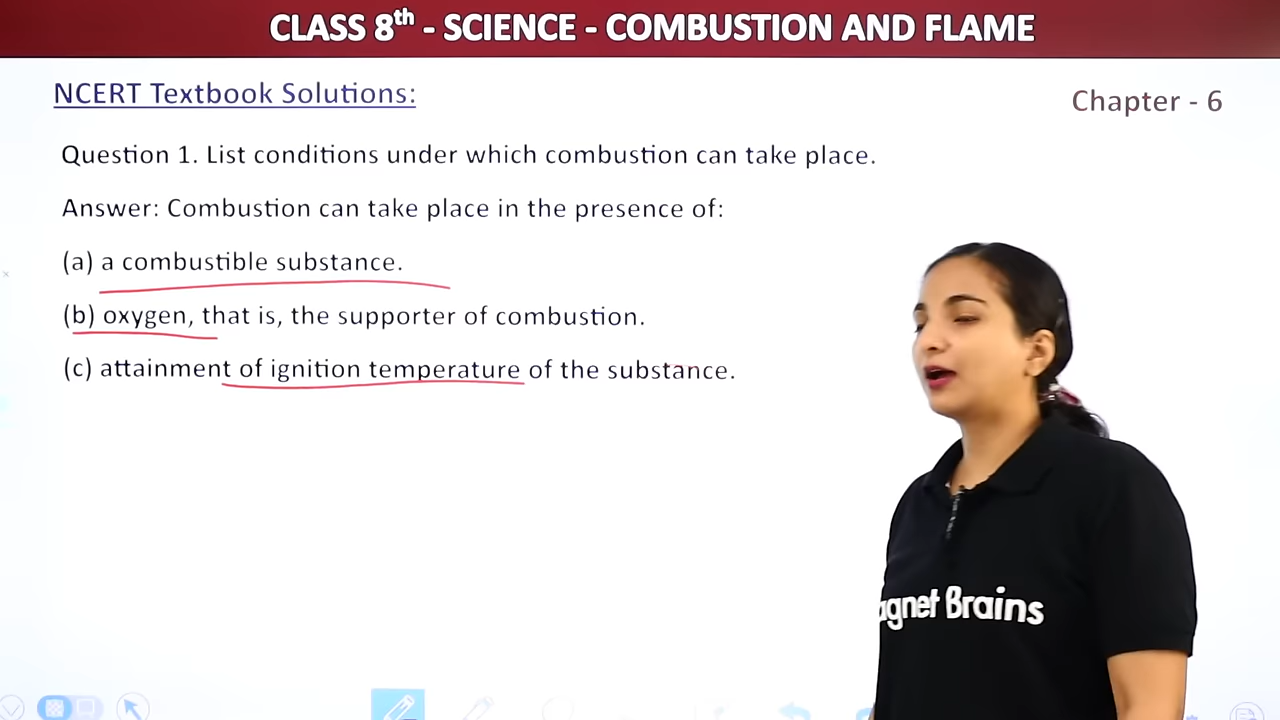 CLASS 8th - SCIENCE - COMBUSTION AND FLAME
NCERT Textbook Solutions:
Chapter - 6
Question 1. List conditions under which combustion can take place.
Answer: Combustion can take place in the presence of:
(a) a combustible substance.
(b) oxygen, that is, the supporter of combustion.
(c) attainment of ignition temperature of the substance.
agnet Brains